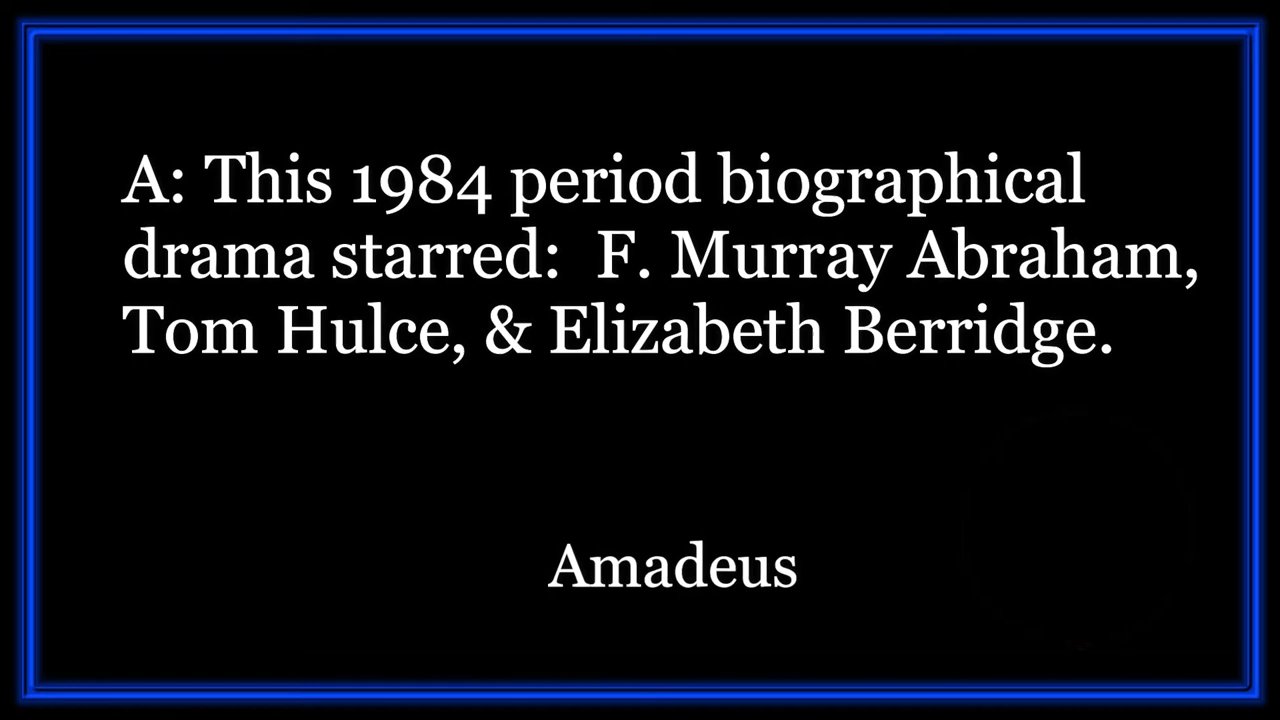 A: This 1984 period biographical
drama starred:  F. Murray Abraham,
Tom Hulce, & Elizabeth Berridge.
Amadeus